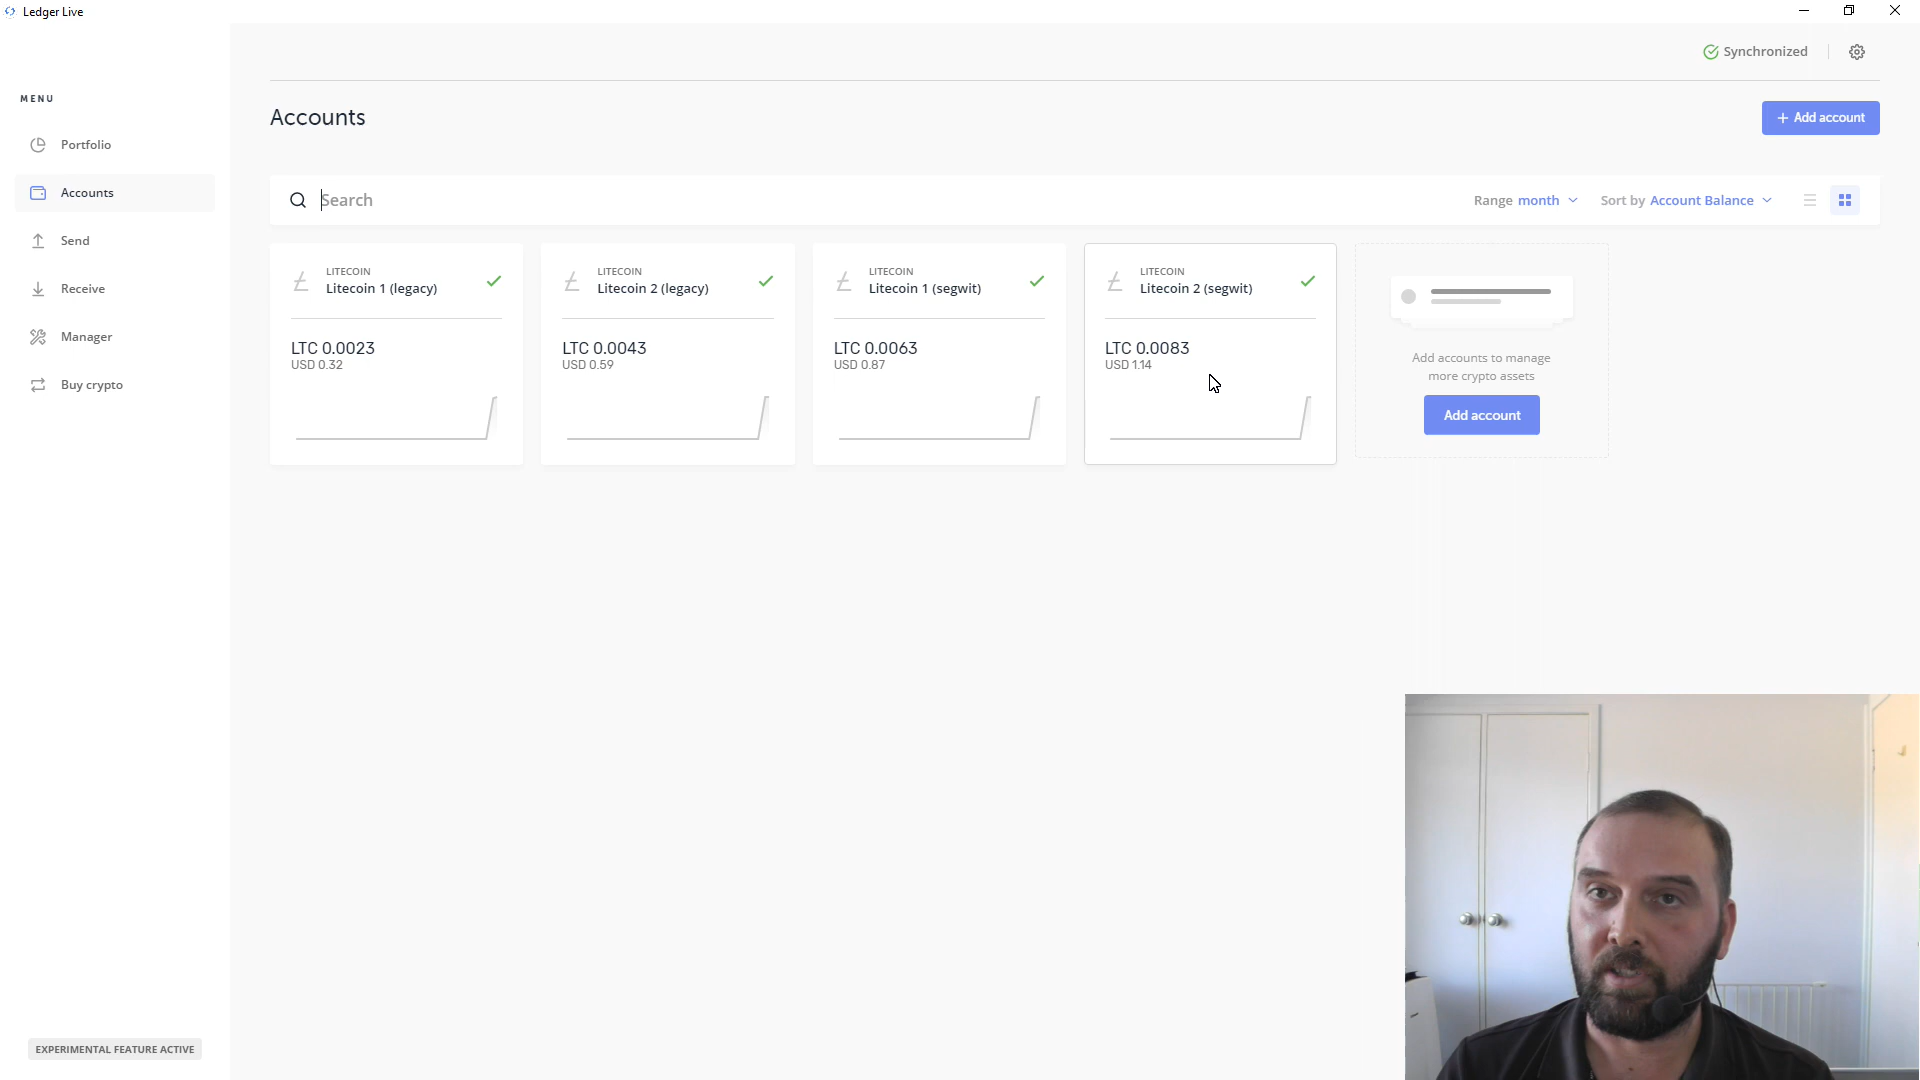 Ledger Live
Synchronized
MENU
Portfolio
Accounts
Send
Receive
Manager
Buy crypto
EXPERIMENTAL FEATURE ACTIVE
Accounts
+ Add account
Search
Range month
Sort by Account Balance
LITECOIN
Litecoin 1 (legacy)
LTC 0.0023
USD 0.32
LITECOIN
Litecoin 2 (legacy)
LTC 0.0043
USD 0.59
LITECOIN
Litecoin 1 (segwit)
LTC 0.0063
USD 0.87
LITECOIN
Litecoin 2 (segwit)
LTC 0.0083
USD 1.14
Add accounts to manage
more crypto assets
Add account